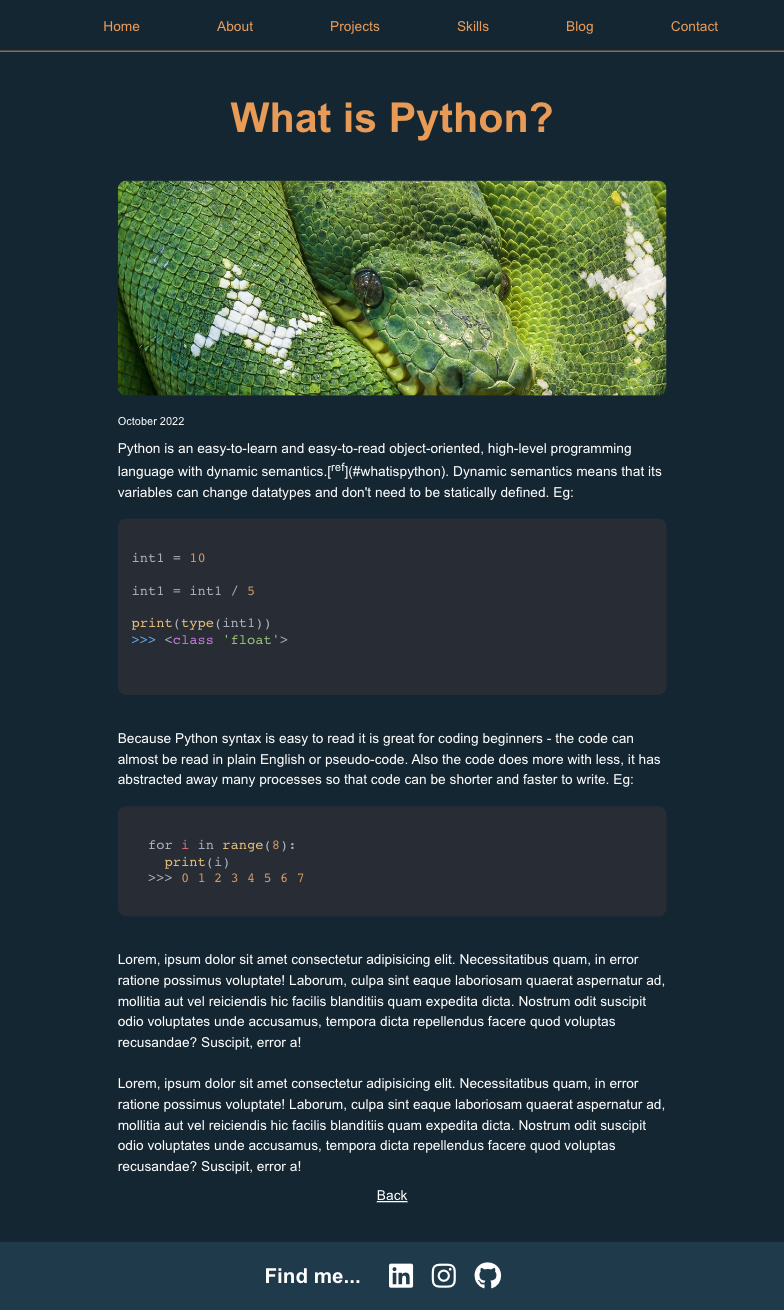 Home About Projects Skills Blog Contact
What is Python?
October 2022
Python is an easy-to-learn and easy-to-read object-oriented, high-level programming
language with dynamic semantics.[ref](#whatispython). Dynamic semantics means that its
variables can change datatypes and don't need to be statically defined. Eg:
int1 = 10
int1 = int1 / 5
print(type(int1))
>>> <class 'float'>
Because Python syntax is easy to read it is great for coding beginners - the code can
almost be read in plain English or pseudo-code. Also the code does more with less, it has
abstracted away many processes so that code can be shorter and faster to write. Eg:
for i in range(8):
  print(i)
>>> 0 1 2 3 4 5 6 7
Lorem, ipsum dolor sit amet consectetur adipisicing elit. Necessitatibus quam, in error
ratione possimus voluptate! Laborum, culpa sint eaque laboriosam quaerat aspernatur ad,
mollitia aut vel reiciendis hic facilis blanditiis quam expedita dicta. Nostrum odit suscipit
odio voluptates unde accusamus, tempora dicta repellendus facere quod voluptas
recusandae? Suscipit, error a!
Lorem, ipsum dolor sit amet consectetur adipisicing elit. Necessitatibus quam, in error
ratione possimus voluptate! Laborum, culpa sint eaque laboriosam quaerat aspernatur ad,
mollitia aut vel reiciendis hic facilis blanditiis quam expedita dicta. Nostrum odit suscipit
odio voluptates unde accusamus, tempora dicta repellendus facere quod voluptas
recusandae? Suscipit, error a!
Back
Find me...